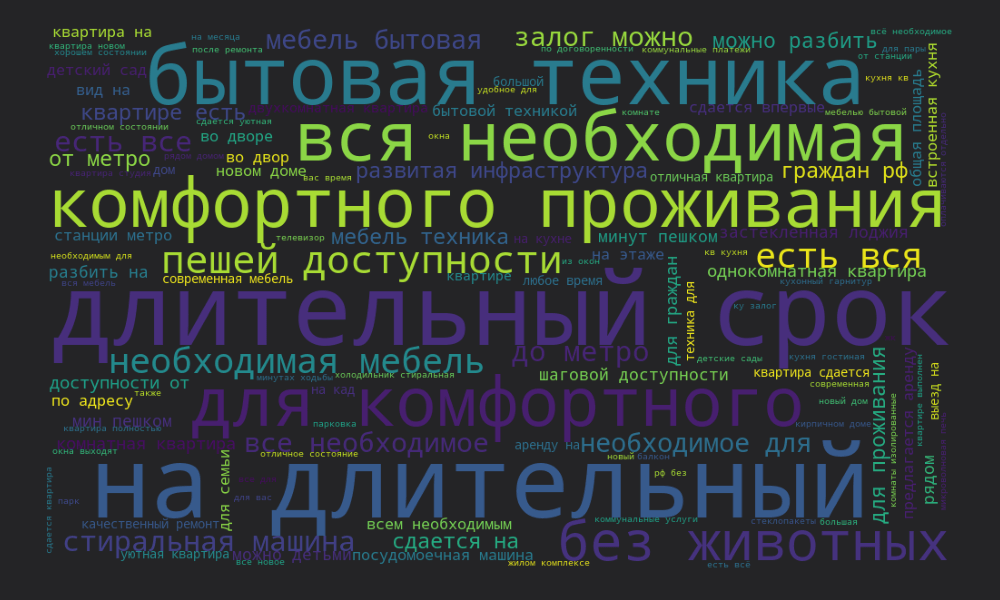 квартира на
на месяца
залог можно
всё необходимое
квартира новом
мебель бытовая
можно разбить
хорошем состоянии
после ремонта
по договоренности
коммунальные платежи
для пары
от станции
детский сад
бытовая техника
кухня кв
вид на
большой
удобное для
общая площадь
встроенная кухня
квартире есть
бытовой техникой
комнате
сдается впервые
мебелью бытовой
отличном состоянии
сдается уютная
есть все
во дворе
окна
вся необходимая
от метро
рядом домом
во двор
квартира студия
дом
новом доме
вас время
развитая инфраструктура
отличная квартира
граждан рф
комфортного проживания
станции метро
телевизор
мебель техника
на кухне
минут пешком
застекленная лоджия
необходимым для
пешей доступности
из окон
на этаже
кв кухня
есть вся
разбить на
современная мебель
квартире
любое время
для граждан
однокомнатная квартира
вся мебель
техника для
кухонный гарнитур
длительный срок
ку залог
необходимая мебель
до метро
детские сады
кухня гостиная
доступности от
минутах ходьбы
холодильник стиральная
шаговой доступности
квартира сдается
современная
по адресу
также
на кад
для комфортного
новый дом
для проживания
предлагается аренду
квартире выполнен
выезд на
мин пешком
квартира полностью
парковка
кирпичном доме
комнатная квартира
все необходимое
аренду на
необходимое для
окна выходят
отличное состояние
новый
балкон
на длительный
рф без
комнаты изолированные
рядом
сдаётся квартира
парк
для семьи
для вас
качественный ремонт
всем необходимым
коммунальные услуги
стеклопакеты
большая
стиральная машина
сдается на
без животных
уютная квартира
можно детьми
посудомоечная машина
все новое
жилом комплексе
есть всё